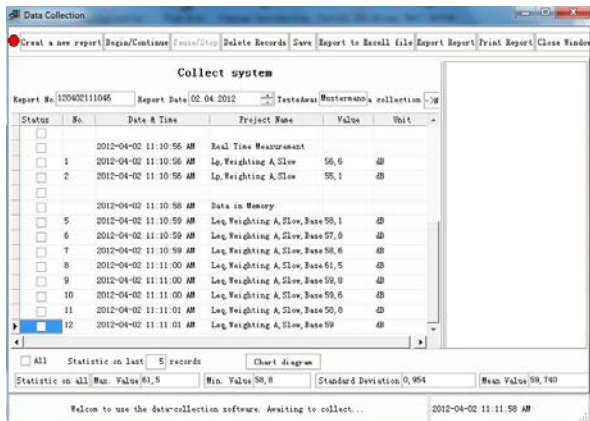 Data Collection
Creat a new report Begin/Continue Pause/Stop Delete Records Save Export to Excell file Export Report Print Report Close Window
Collect system
Report No. 120402111046 Report Date 02.04.2012 TesteAwai Mustermann a collection ->W
Status No. Date & Time Project Name Value Unit
2012-04-02 11:10:56 AM Real Time Measurement
1 2012-04-02 11:10:56 AM Lp,Weighting A,Slow 56,6 dB
2 2012-04-02 11:10:56 AM Lp,Weighting A,Slow 55,1 dB
2012-04-02 11:10:58 AM Data in Memory
5 2012-04-02 11:10:59 AM Leq,Weighting A,Slow,Base 58,1 dB
6 2012-04-02 11:10:59 AM Leq,Weighting A,Slow,Base 57,8 dB
7 2012-04-02 11:10:59 AM Leq,Weighting A,Slow,Base 58,6 dB
8 2012-04-02 11:11:00 AM Leq,Weighting A,Slow,Base 61,5 dB
9 2012-04-02 11:11:00 AM Leq,Weighting A,Slow,Base 59,8 dB
10 2012-04-02 11:11:00 AM Leq,Weighting A,Slow,Base 59,6 dB
11 2012-04-02 11:11:01 AM Leq,Weighting A,Slow,Base 58,8 dB
12 2012-04-02 11:11:01 AM Leq,Weighting A,Slow,Base 59 dB
All Statistic on last 5 records Chart diagram
Statistic on all Max. Value 61,5 Min. Value 58,8 Standard Deviation 0,954 Mean Value 59,740
Welcom to use the data-collection software. Awaiting to collect... 2012-04-02 11:11:58 AM